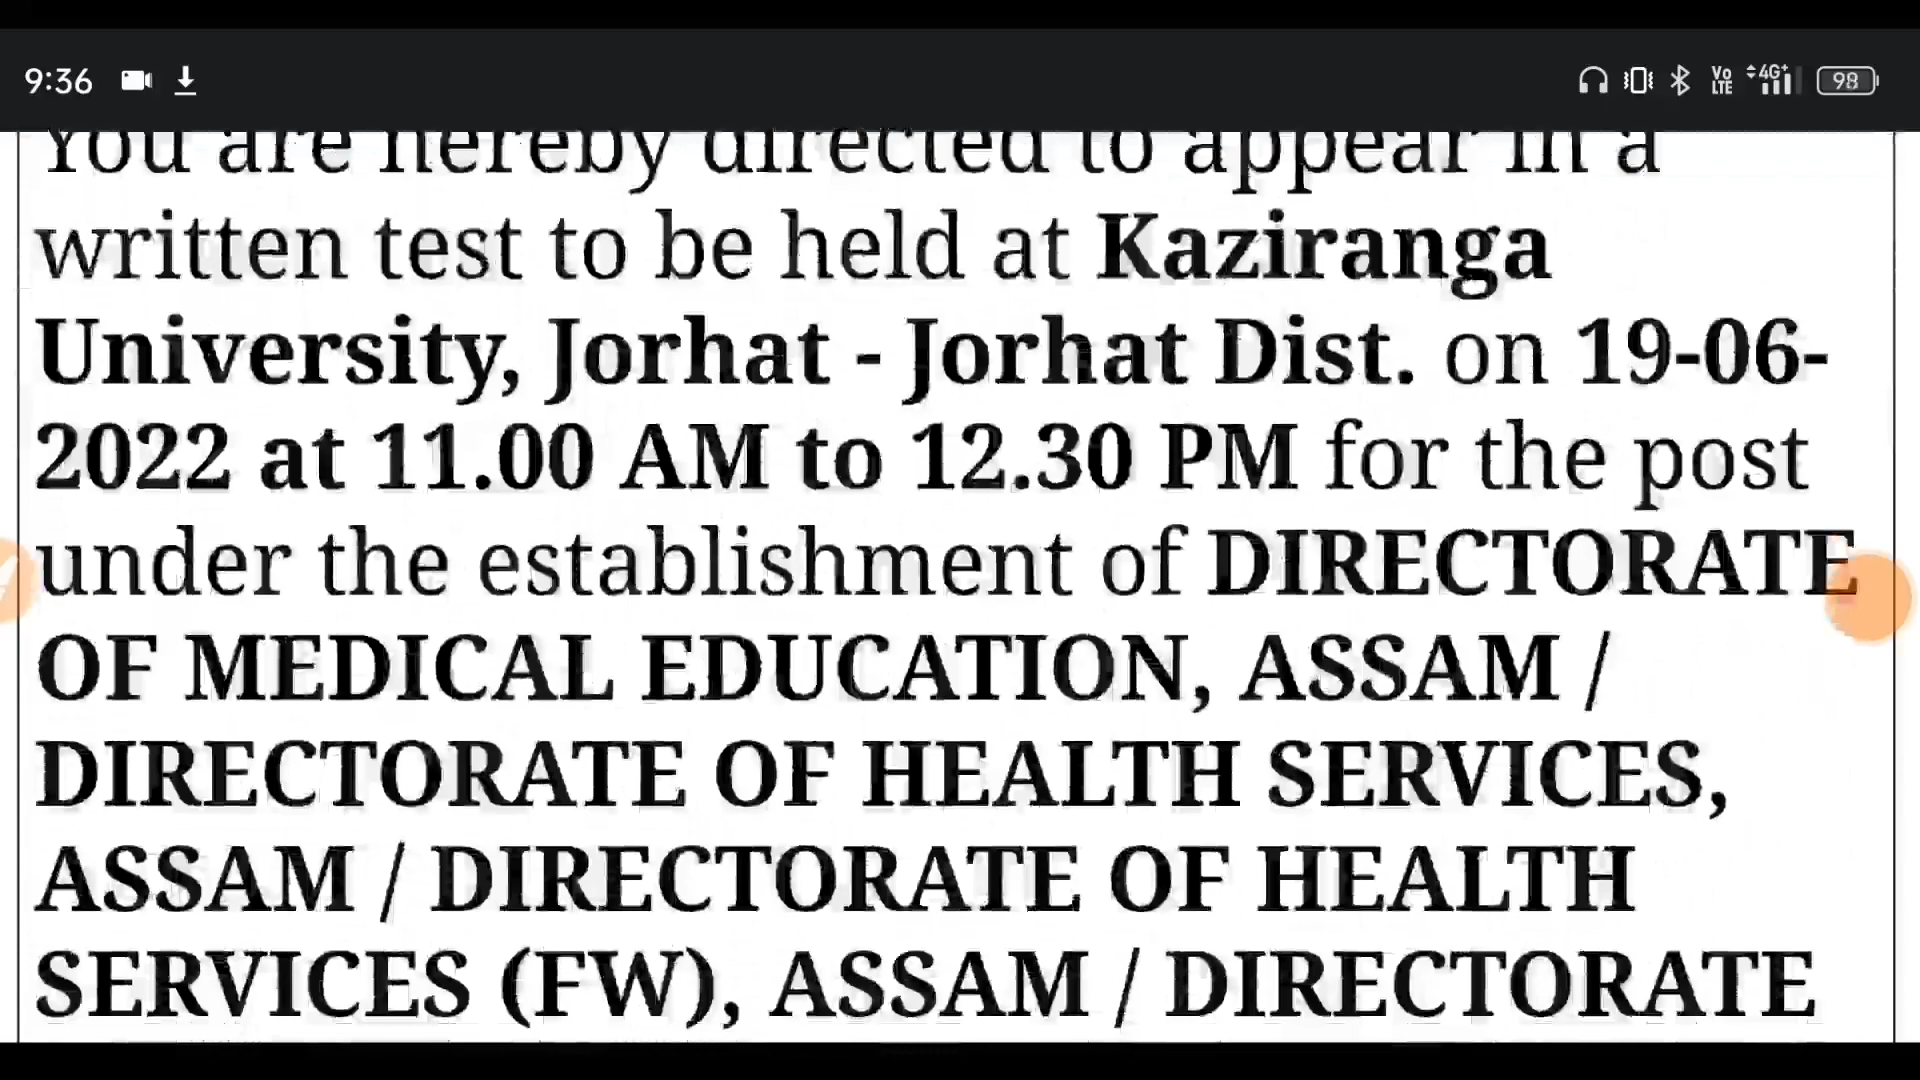 9:36 Vo LTE 4G+ 98
You are hereby directed to appear in a
written test to be held at Kaziranga
University, Jorhat - Jorhat Dist. on 19-06-
2022 at 11.00 AM to 12.30 PM for the post
under the establishment of DIRECTORATE
OF MEDICAL EDUCATION, ASSAM /
DIRECTORATE OF HEALTH SERVICES,
ASSAM / DIRECTORATE OF HEALTH
SERVICES (FW), ASSAM / DIRECTORATE